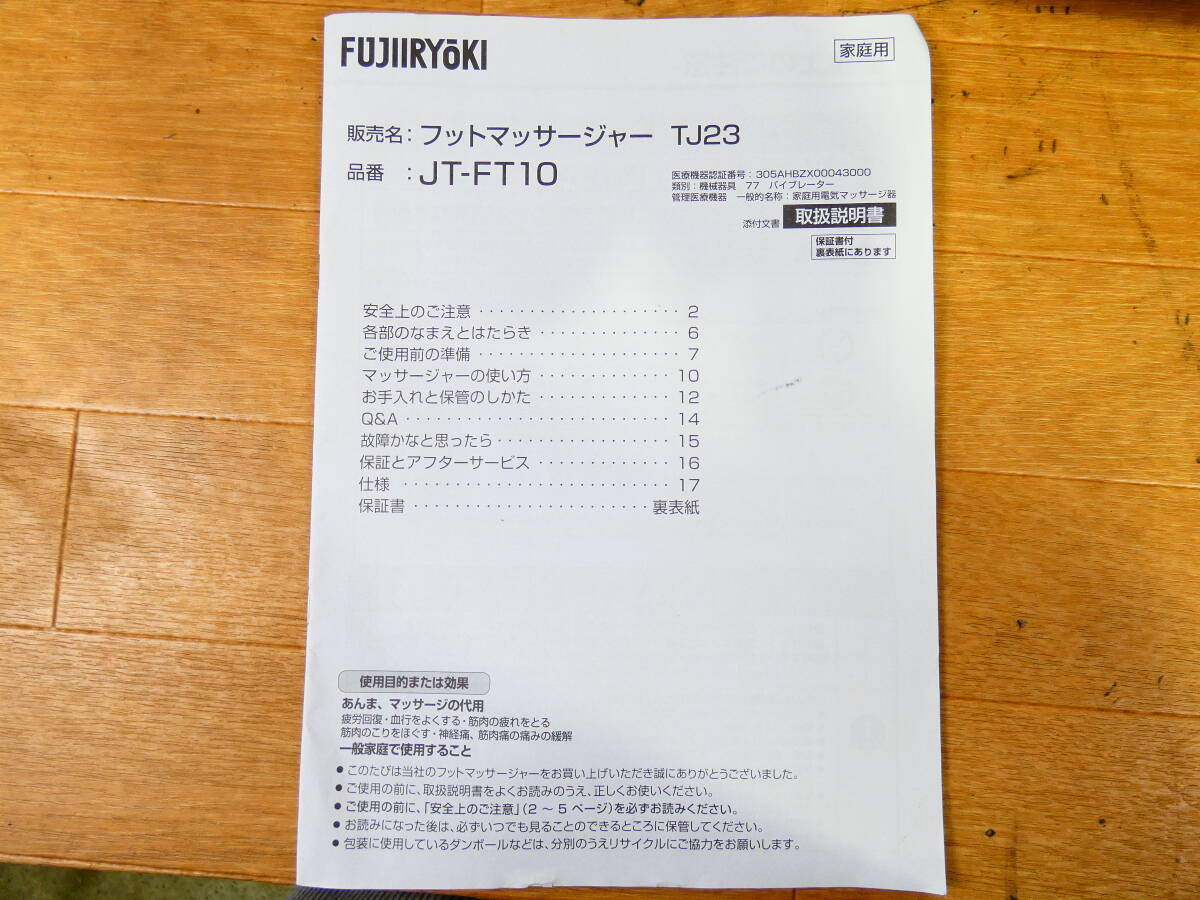 FUJIIRYōKI
家庭用
販売名：フットマッサージャー TJ23
品番 ：JT-FT10
医療機器認証番号：305AHBZX00043000
類別：機械器具 77 バイブレーター
管理医療機器 一般的名称：家庭用電気マッサージ器
添付文書 取扱説明書
保証書付
裏表紙にあります
安全上のご注意 ････････････････････ 2
各部のなまえとはたらき ･･････････････ 6
ご使用前の準備 ････････････････････ 7
マッサージャーの使い方 ･････････････ 10
お手入れと保管のしかた ･････････････ 12
Q&A ･･････････････････････････ 14
故障かなと思ったら ･････････････････ 15
保証とアフターサービス ･････････････ 16
仕様 ･･････････････････････････ 17
保証書 ･･･････････････････････ 裏表紙
使用目的または効果
あんま、マッサージの代用
疲労回復・血行をよくする・筋肉の疲れをとる
筋肉のこりをほぐす・神経痛、筋肉痛の痛みの緩解
一般家庭で使用すること
● このたびは当社のフットマッサージャーをお買い上げいただき誠にありがとうございました。
● ご使用の前に、取扱説明書をよくお読みのうえ、正しくお使いください。
● ご使用の前に、「安全上のご注意」（2 ～ 5 ページ）を必ずお読みください。
● お読みになった後は、必ずいつでも見ることのできるところに保管してください。
● 包装に使用しているダンボールなどは、分別のうえリサイクルにご協力をお願いします。